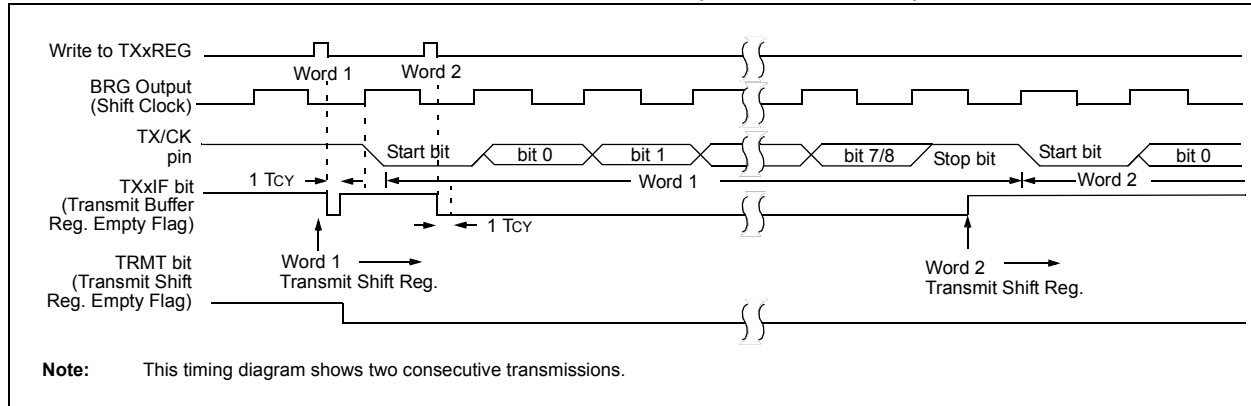 Write to TXxREG
Word 1
Word 2
BRG Output
(Shift Clock)
TX/CK
pin
Start bit
bit 0
bit 1
bit 7/8
Stop bit
Start bit
bit 0
1 TCY
Word 1
Word 2
TXxIF bit
(Transmit Buffer
Reg. Empty Flag)
1 TCY
Word 1
Transmit Shift Reg.
Word 2
Transmit Shift Reg.
TRMT bit
(Transmit Shift
Reg. Empty Flag)
Note: This timing diagram shows two consecutive transmissions.